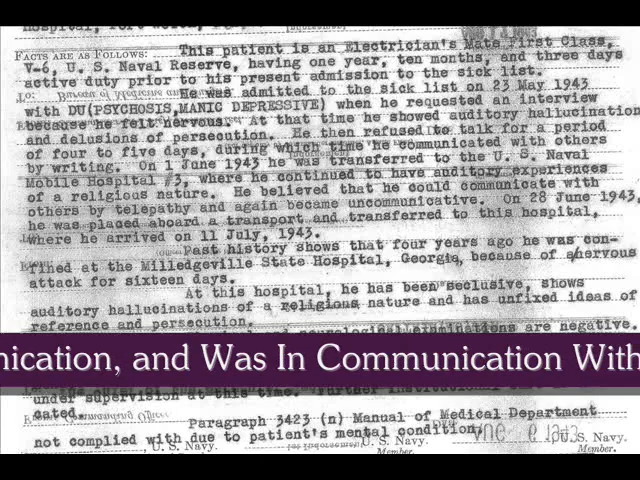 Hospital,
FACTS ARE AS FOLLOWS: This patient is an Electrician's Mate First Class,
V-6, U. S. Naval Reserve, having one year, ten months, and three days
active duty prior to his present admission to the sick list.
To: He was admitted to the sick list on 23 May 1943
with DU(PSYCHOSIS,MANIC DEPRESSIVE) when he requested an interview
because he felt nervous. At that time he showed auditory hallucination
and delusions of persecution. He then refused to talk for a period
of four to five days, during which time he communicated with others
by writing. On 1 June 1943 he was transferred to the U. S. Naval
Mobile Hospital #3, where he continued to have auditory experiences
of a religious nature. He believed that he could communicate with
others by telepathy and again became uncommunicative. On 28 June 1943,
he was placed aboard a transport and transferred to this hospital,
where he arrived on 11 July, 1943.
Past history shows that four years ago he was con-
fined at the Milledgeville State Hospital, Georgia, because of a nervous
attack for sixteen days.
At this hospital, he has been seclusive, shows
auditory hallucinations of a religious nature and has unfixed ideas of
reference and persecution.
examinations are negative.
nication, and Was In Communication With
under supervision at this time. Further
cated.
Paragraph 3423 (n) Manual of Medical Department
not complied with due to patient's mental condition.
, U. S. Navy. U. S. Navy. U. S. Navy.
Member. Member.